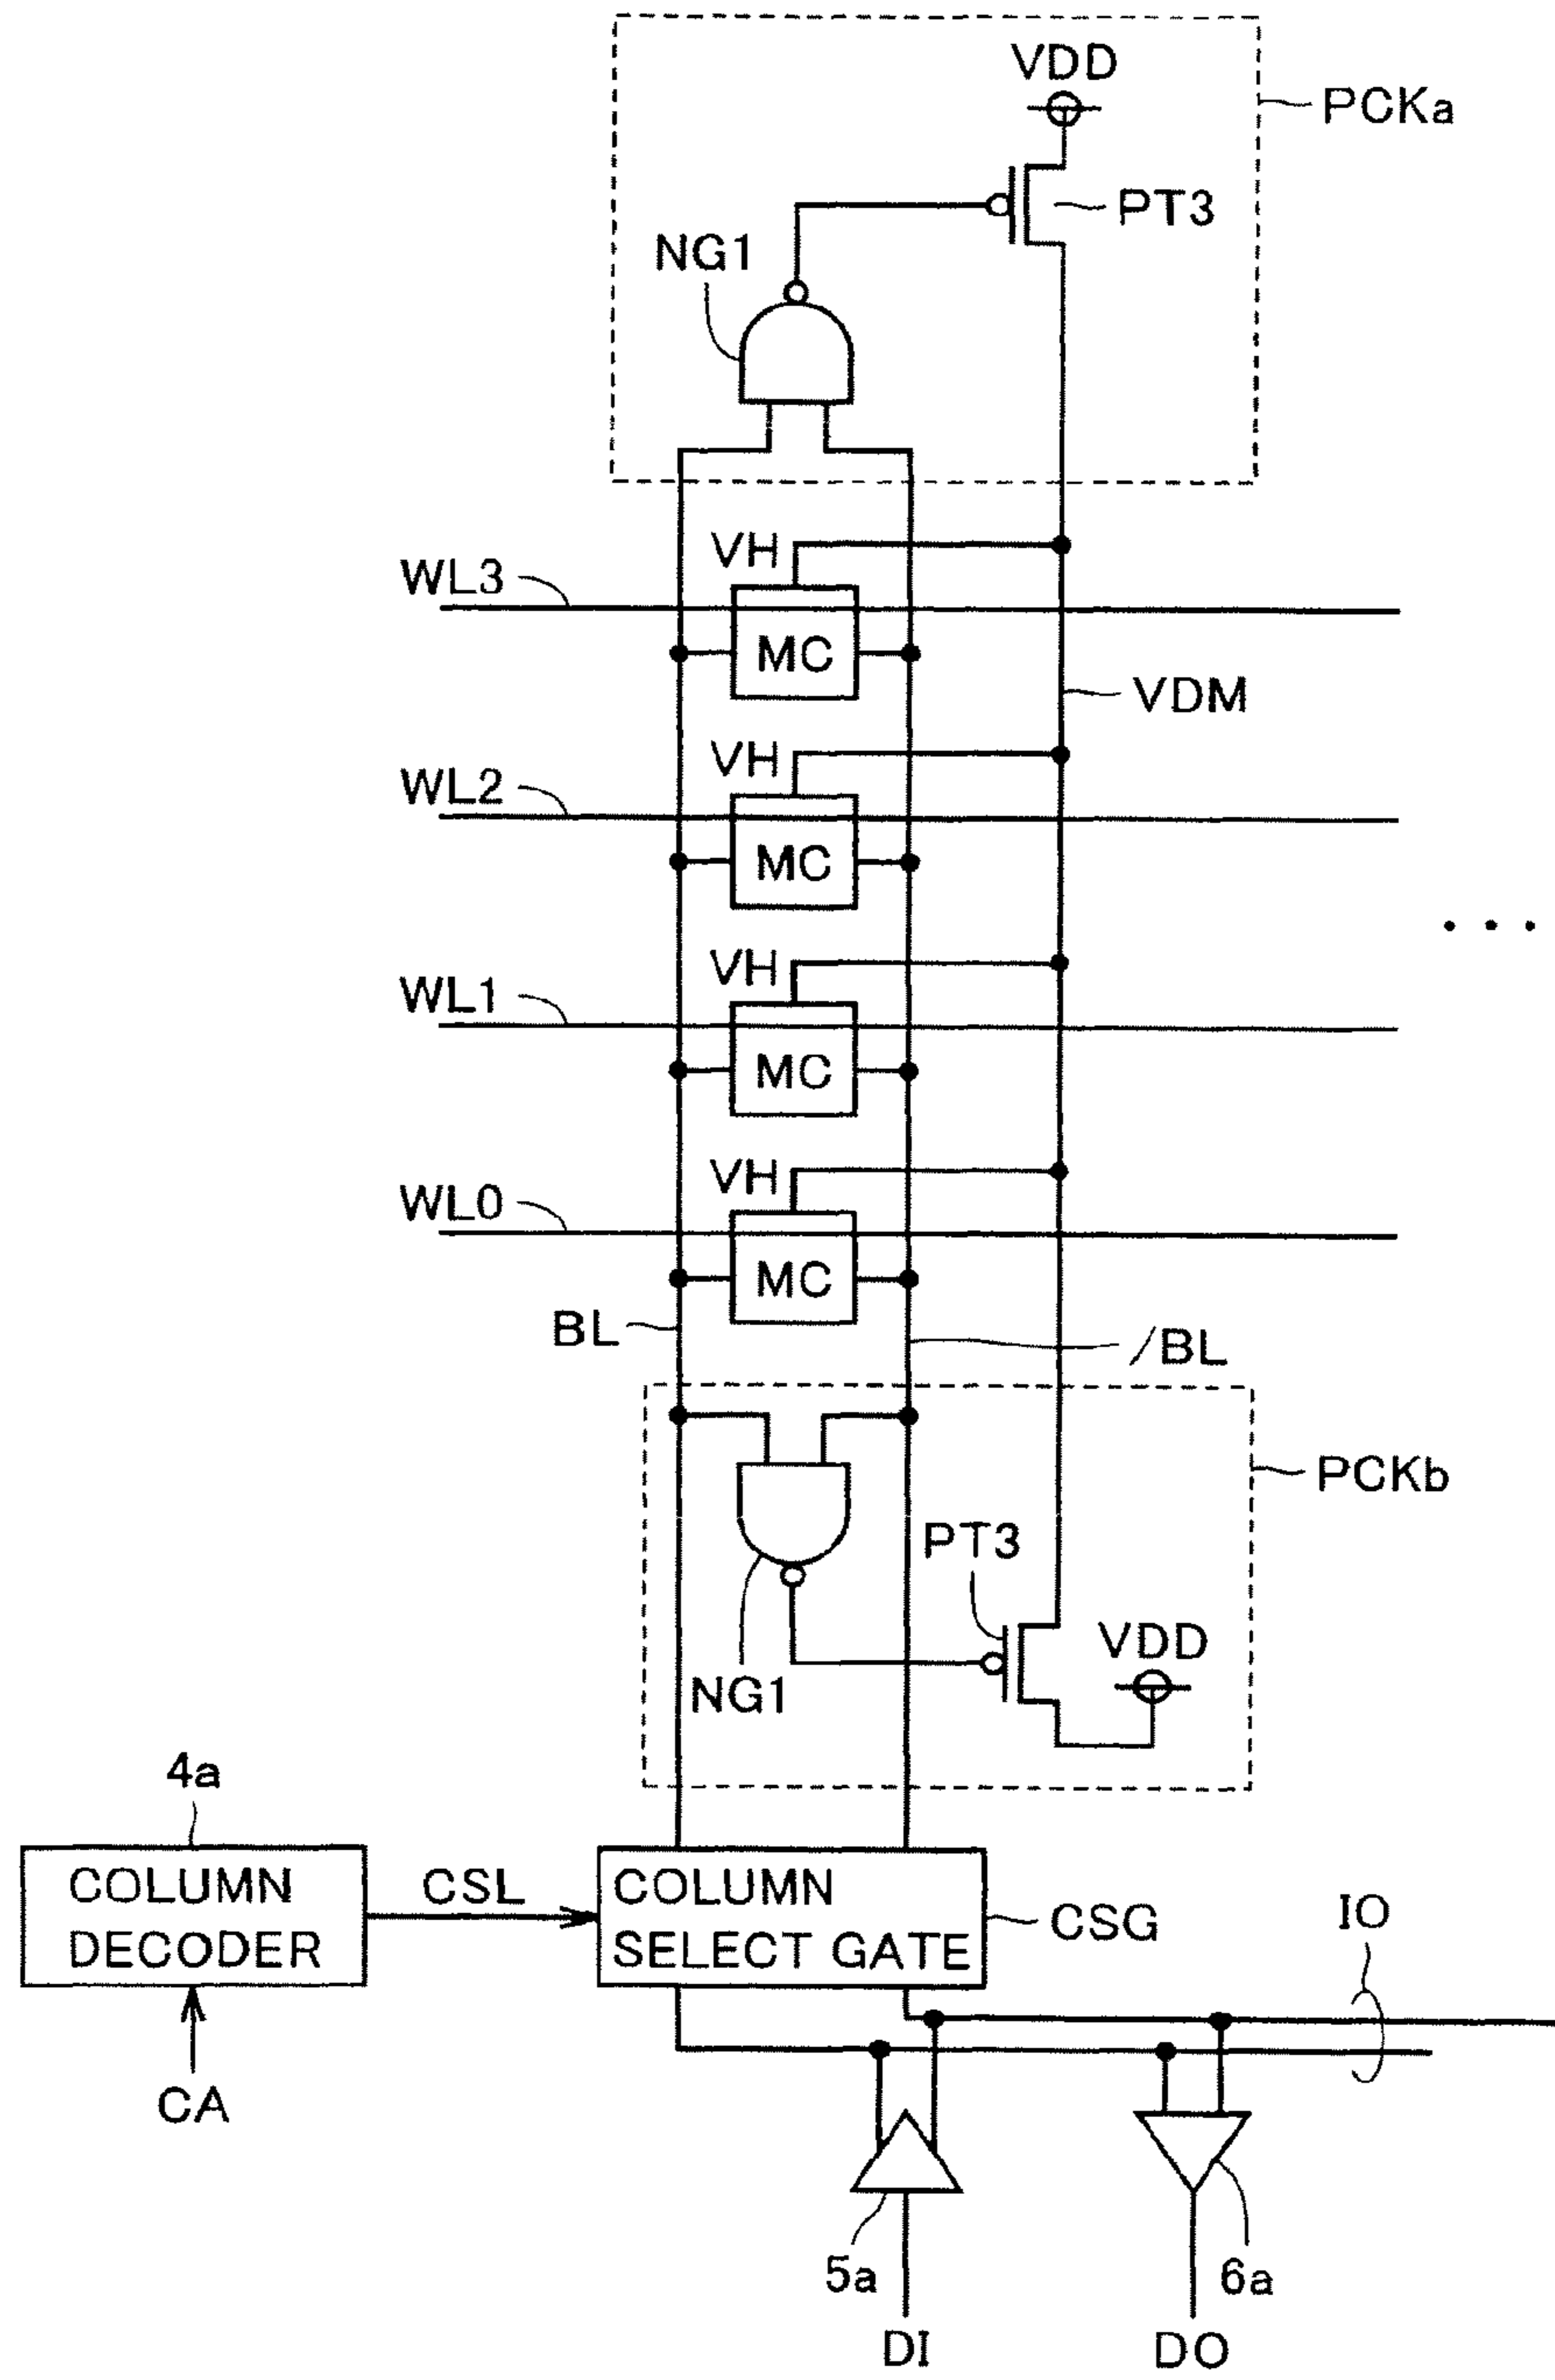 VDD
PCKa
PT3
NG1
VH
WL3
MC
VDM
VH
WL2
MC
. . .
VH
WL1
MC
VH
WL0
MC
BL
/BL
PCKb
PT3
VDD
NG1
4a
COLUMN
DECODER
CSL
COLUMN
SELECT GATE
CSG
IO
CA
5a
6a
DI
DO